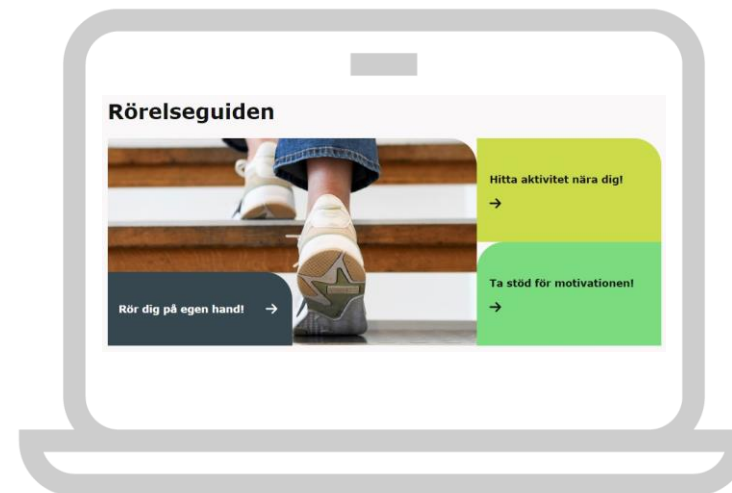 Rörelseguiden
Hitta aktivitet nära dig!
→
Ta stöd för motivationen!
→
Rör dig på egen hand! →